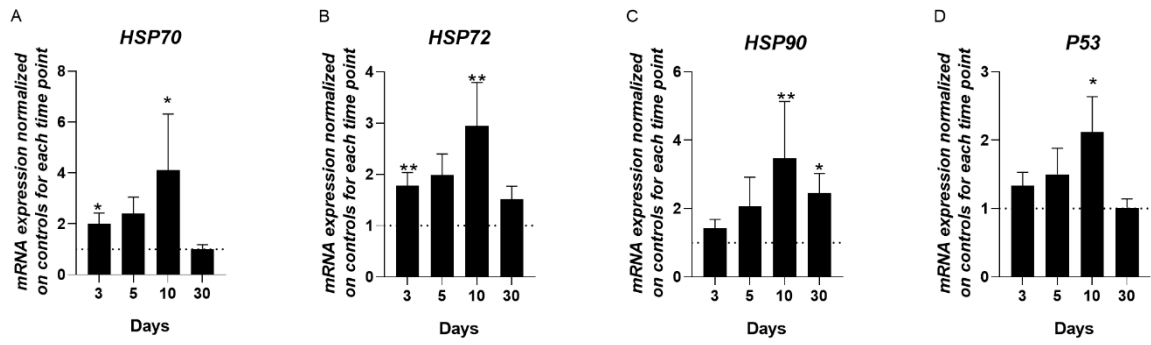 A
HSP70
mRNA expression normalized
on controls for each time point
8
6
4
2
0
*
*
3 5 10 30
Days
B
HSP72
mRNA expression normalized
on controls for each time point
4
3
2
1
0
**
**
3 5 10 30
Days
C
HSP90
mRNA expression normalized
on controls for each time point
6
4
2
0
**
*
3 5 10 30
Days
D
P53
mRNA expression normalized
on controls for each time point
3
2
1
0
*
3 5 10 30
Days